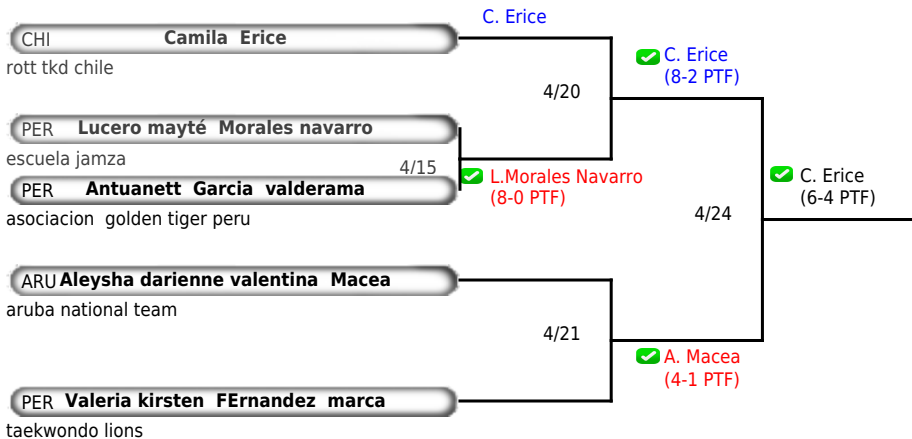 C. Erice
CHI Camila Erice
rott tkd chile
C. Erice
(8-2 PTF)
4/20
PER Lucero mayté Morales navarro
escuela jamza
4/15
L.Morales Navarro
(8-0 PTF)
PER Antuanett Garcia valderama
asociacion golden tiger peru
C. Erice
(6-4 PTF)
4/24
ARU Aleysha darienne valentina Macea
aruba national team
4/21
A. Macea
(4-1 PTF)
PER Valeria kirsten FErnandez marca
taekwondo lions